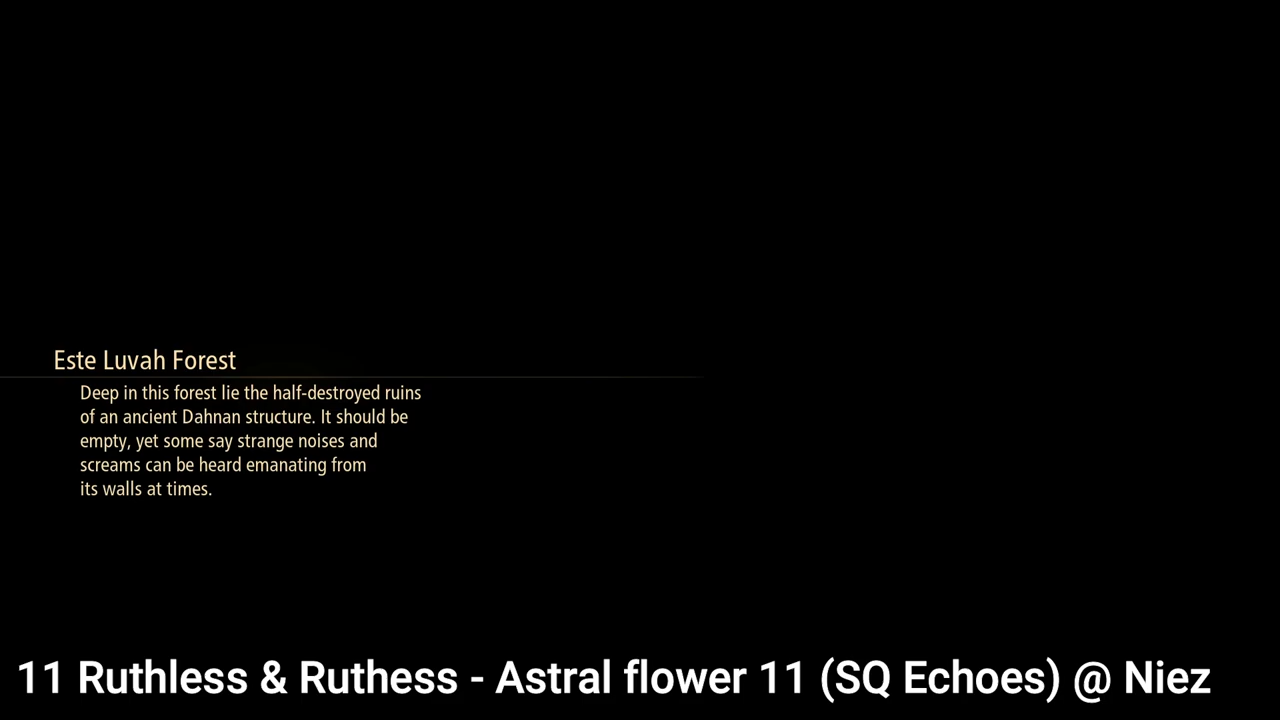 Este Luvah Forest
Deep in this forest lie the half-destroyed ruins
of an ancient Dahnan structure. It should be
empty, yet some say strange noises and
screams can be heard emanating from
its walls at times.
11 Ruthless & Ruthess - Astral flower 11 (SQ Echoes) @ Niez